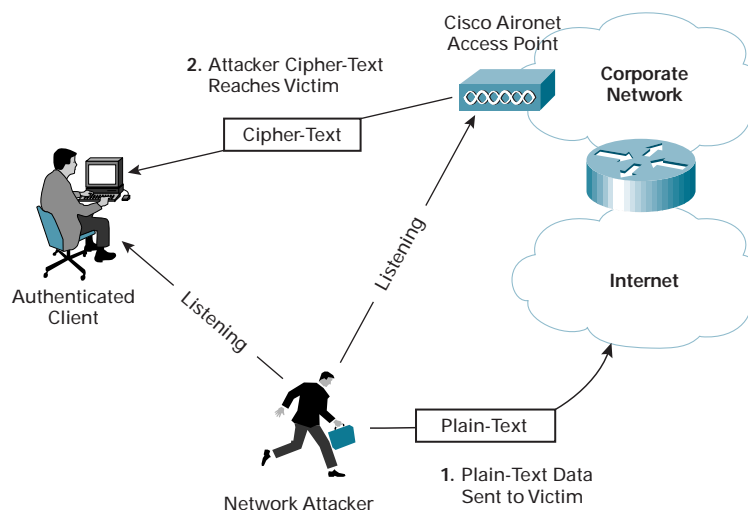 Cisco Aironet
Access Point
2. Attacker Cipher-Text
Reaches Victim
Corporate
Network
Cipher-Text
Listening
Internet
Authenticated
Client
Listening
Plain-Text
1. Plain-Text Data
Sent to Victim
Network Attacker